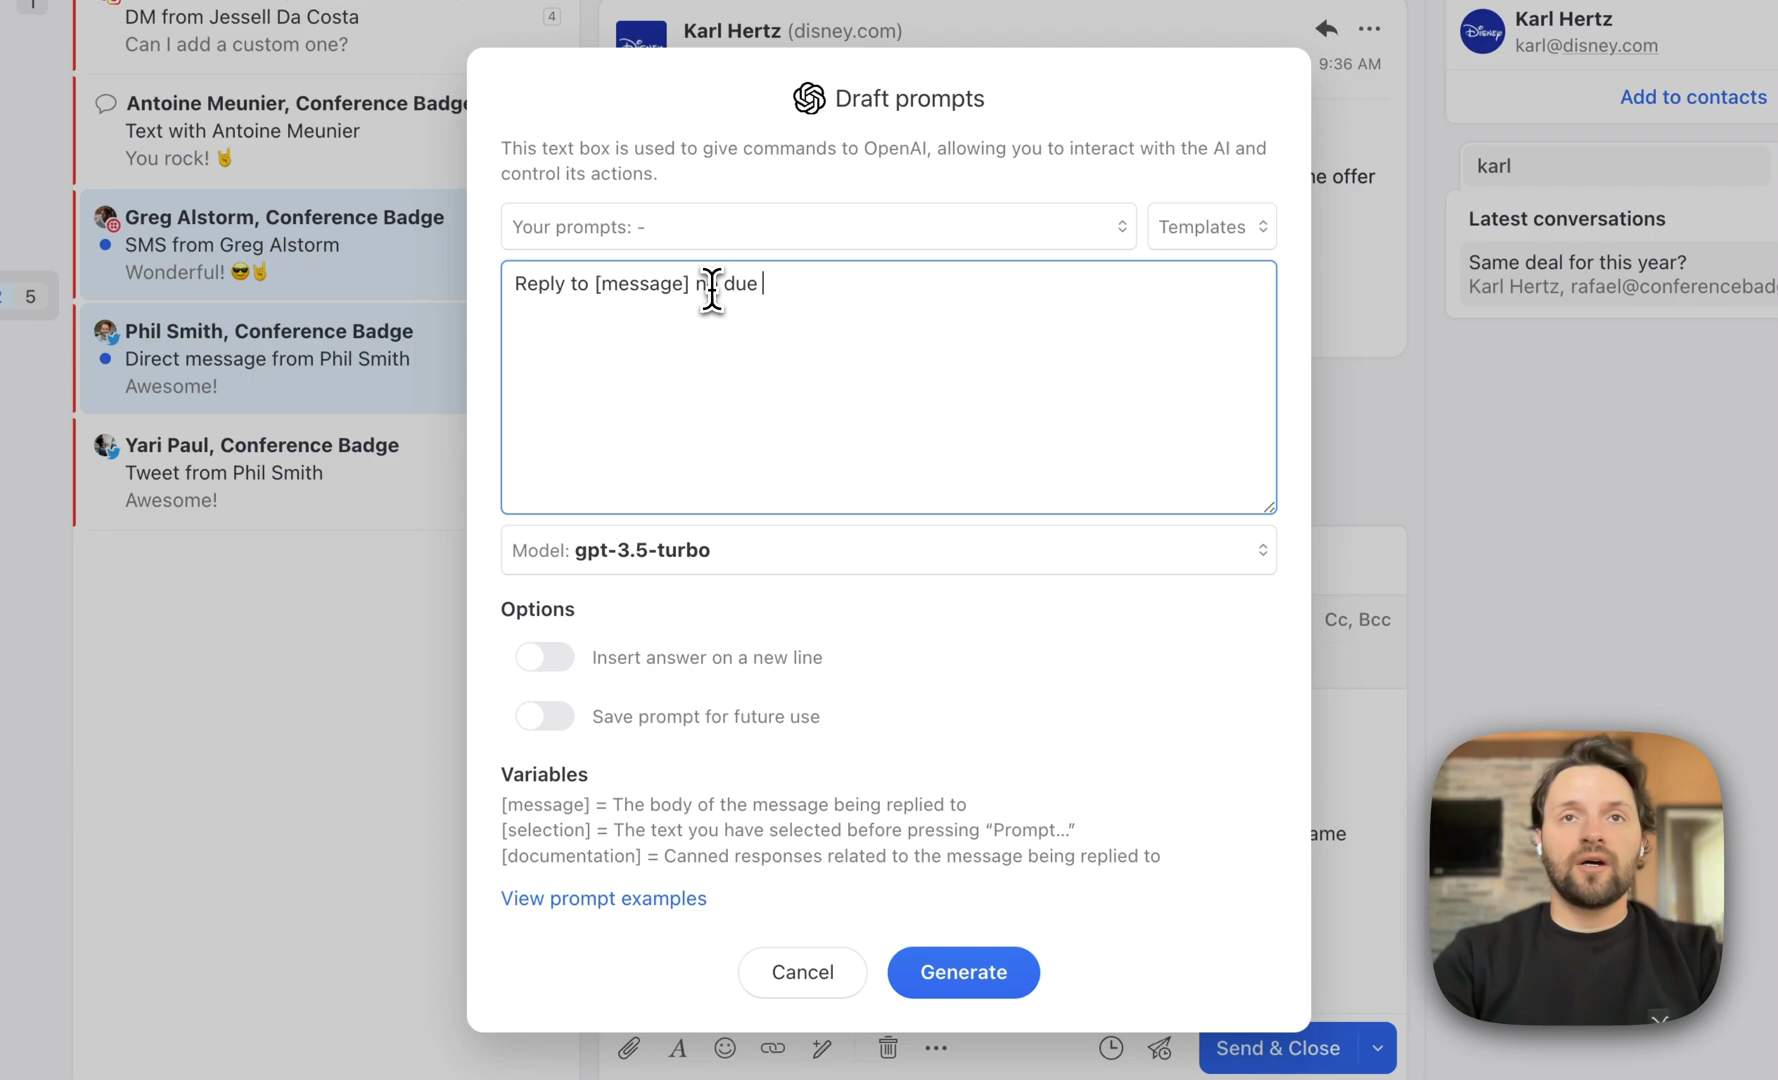 1
DM from Jessell Da Costa
4
Can I add a custom one?
Antoine Meunier, Conference Badge
Text with Antoine Meunier
You rock! 🤘
Greg Alstorm, Conference Badge
SMS from Greg Alstorm
Wonderful! 😎🤘
5
Phil Smith, Conference Badge
Direct message from Phil Smith
Awesome!
Yari Paul, Conference Badge
Tweet from Phil Smith
Awesome!
Disney
Karl Hertz (disney.com)
9:36 AM
e offer
Draft prompts
This text box is used to give commands to OpenAI, allowing you to interact with the AI and
control its actions.
Your prompts: -
Templates
Reply to [message] due
Model: gpt-3.5-turbo
Options
Insert answer on a new line
Save prompt for future use
Variables
[message] = The body of the message being replied to
[selection] = The text you have selected before pressing “Prompt...”
[documentation] = Canned responses related to the message being replied to
View prompt examples
Cancel
Generate
Cc, Bcc
ame
Send & Close
Disney
Karl Hertz
karl@disney.com
Add to contacts
karl
Latest conversations
Same deal for this year?
Karl Hertz, rafael@conferencebad